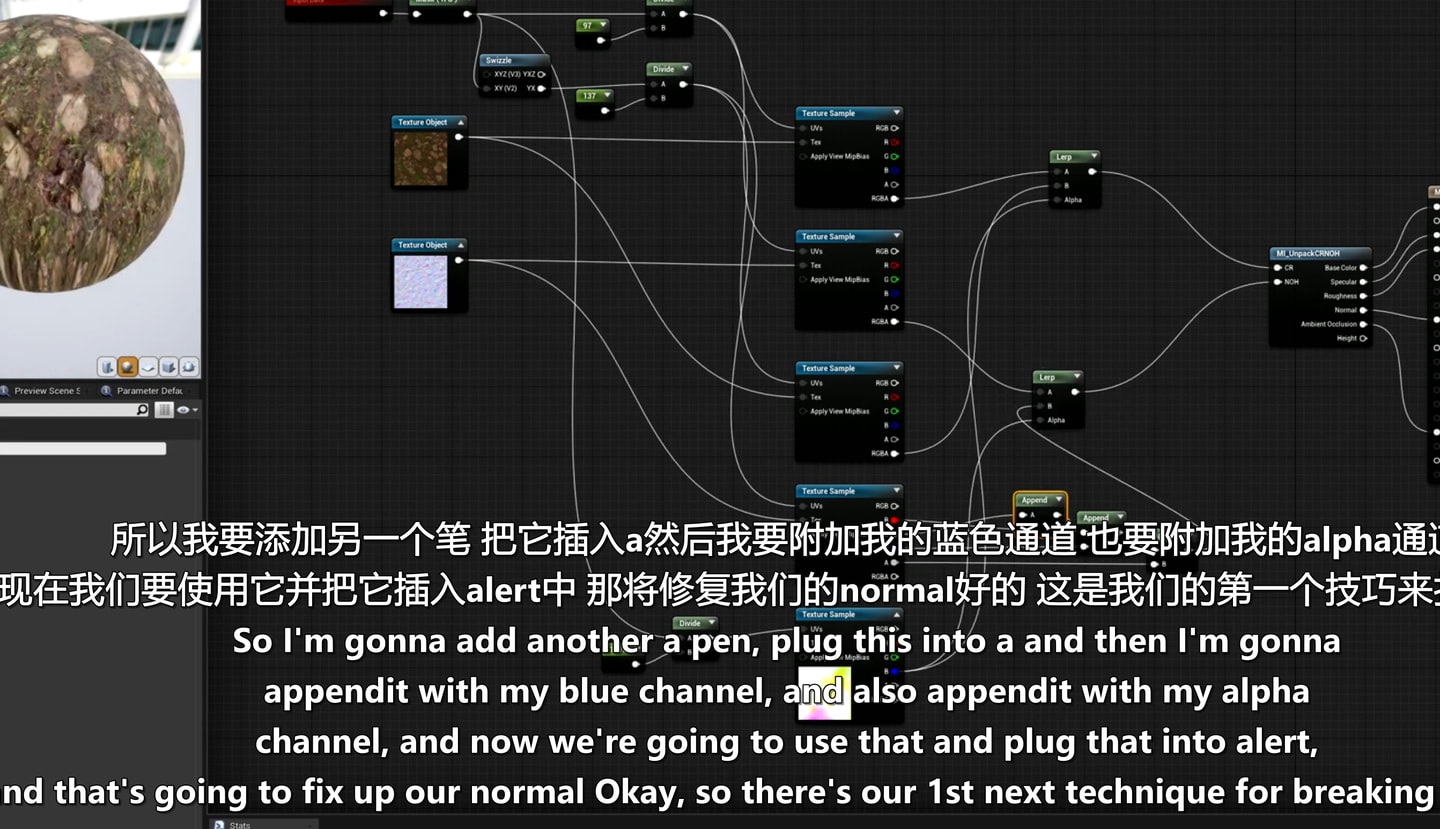 97
Swizzle
XYZ (V3) YXZ
XY (V2) YX
Divide
A
B
137
Texture Object
Texture Sample
UVs RGB
Tex R
Apply View MipBias G
B
A
RGBA
Lerp
A
B
Alpha
Texture Object
Texture Sample
UVs RGB
Tex R
Apply View MipBias G
B
A
RGBA
MI_UnpackCRNOH
CR Base Color
NOH Specular
Roughness
Normal
Ambient Occlusion
Height
Texture Sample
UVs RGB
Tex R
Apply View MipBias G
B
A
RGBA
Lerp
A
B
Alpha
Preview Scene S
Parameter Defau
Texture Sample
UVs RGB
A
RGBA
Append
A
Append
B
所以我要添加另一个笔 把它插入a然后我要附加我的蓝色通道 也要附加我的alpha通道
现在我们要使用它并把它插入alert中 那将修复我们的normal好的 这是我们的第一个技巧来
Divide
Texture Sample
So I'm gonna add another a pen, plug this into a and then I'm gonna
appendit with my blue channel, and also appendit with my alpha
channel, and now we're going to use that and plug that into alert,
nd that's going to fix up our normal Okay, so there's our 1st next technique for breaking
Stats